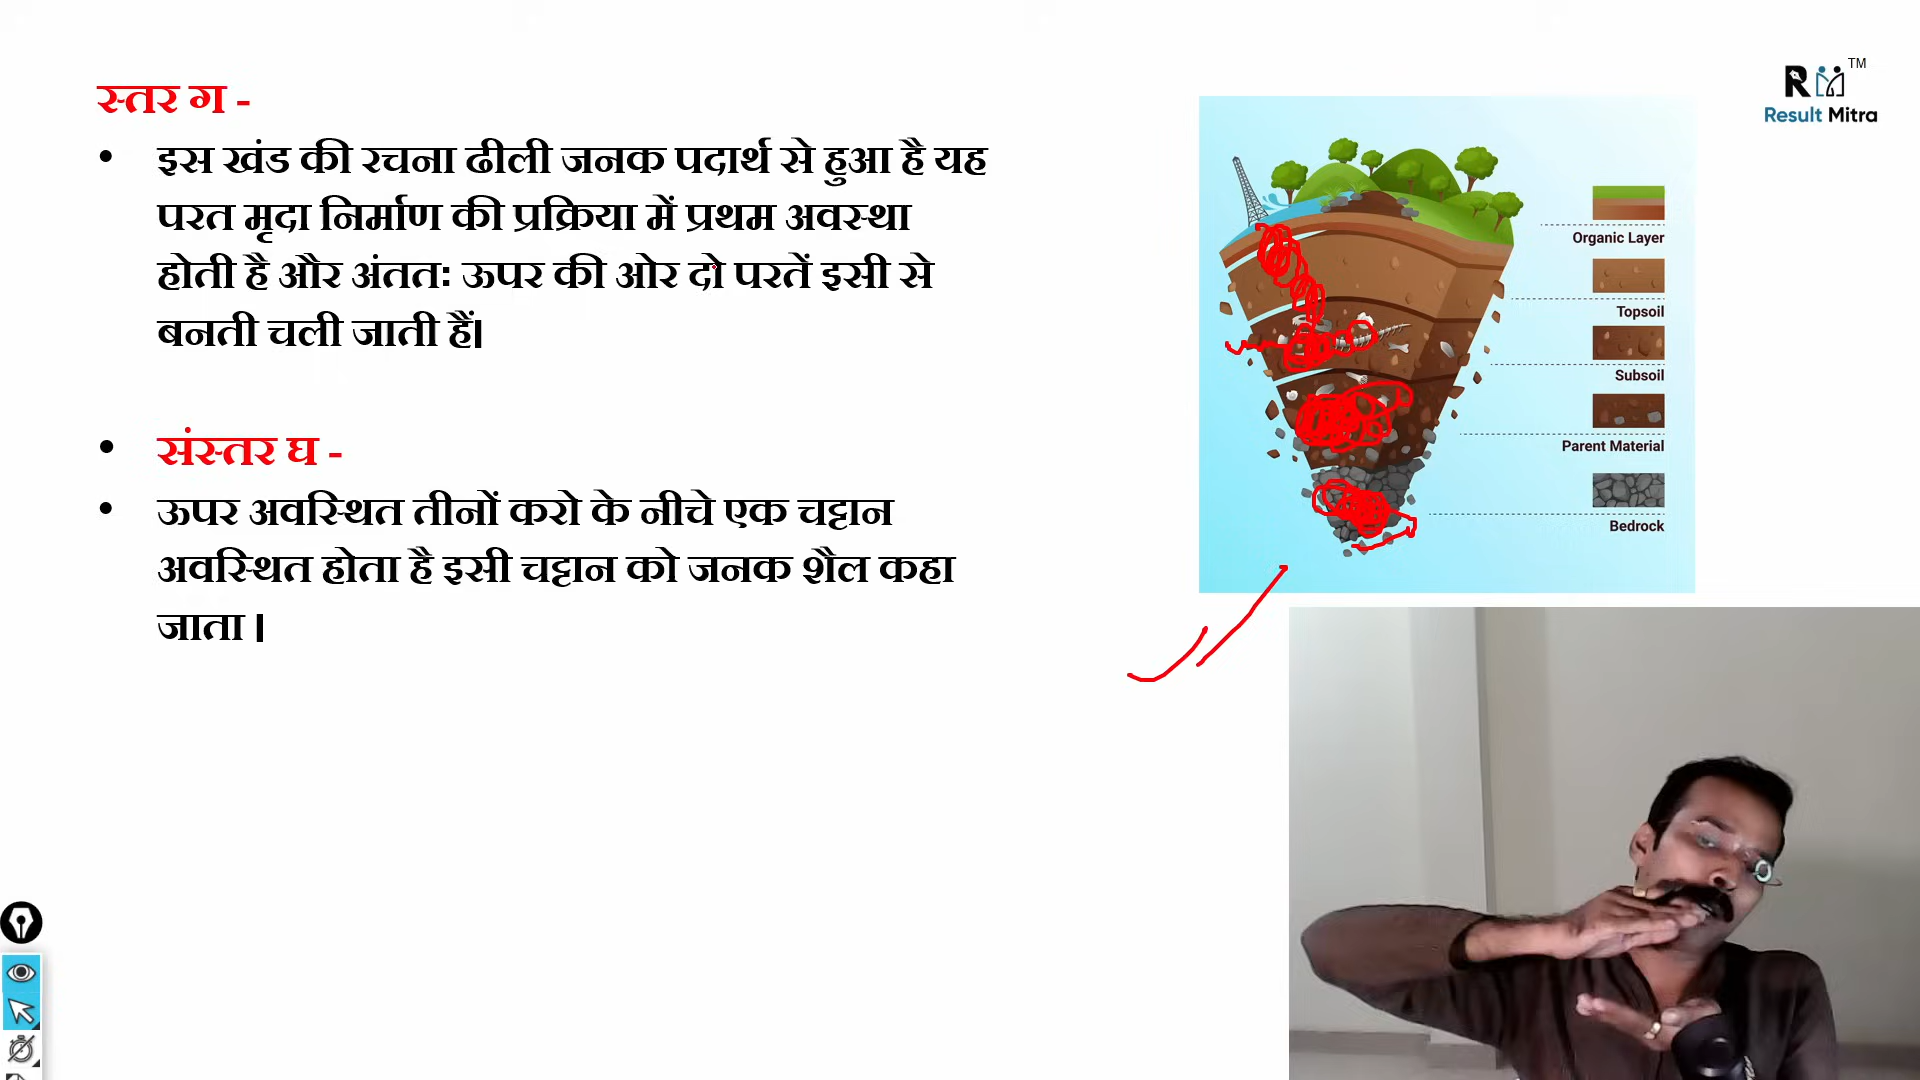 स्तर ग -
• इस खंड की रचना ढीली जनक पदार्थ से हुआ है यह
परत मृदा निर्माण की प्रक्रिया में प्रथम अवस्था
होती है और अंततः ऊपर की ओर दो परतें इसी से
बनती चली जाती हैं।
• संस्तर घ -
• ऊपर अवस्थित तीनों करो के नीचे एक चट्टान
अवस्थित होता है इसी चट्टान को जनक शैल कहा
जाता ।
R TM
Result Mitra
Organic Layer
Topsoil
Subsoil
Parent Material
Bedrock